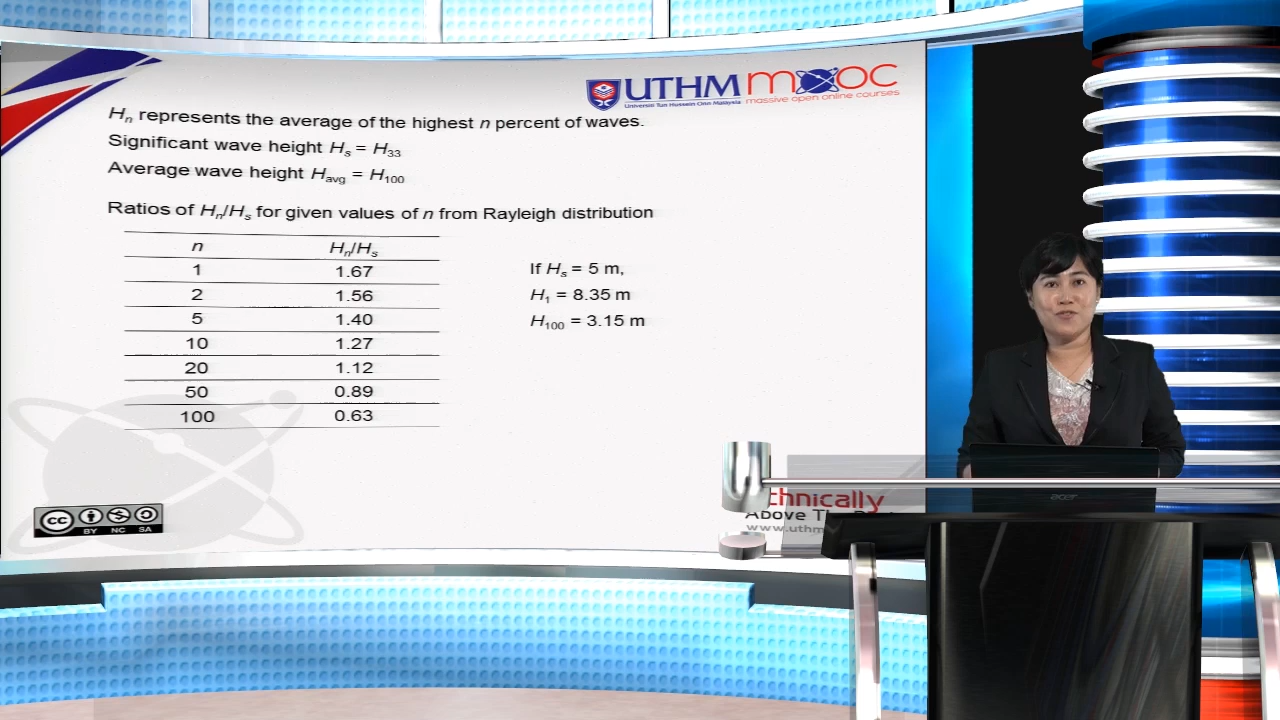 UTHM
Universiti Tun Hussein Onn Malaysia
mooc
massive open online courses
Hn represents the average of the highest n percent of waves.
Significant wave height Hs = H33
Average wave height Havg = H100
Ratios of Hn/Hs for given values of n from Rayleigh distribution
n Hn/Hs
1 1.67
2 1.56
5 1.40
10 1.27
20 1.12
50 0.89
100 0.63
If Hs = 5 m,
H1 = 8.35 m
H100 = 3.15 m
cc
BY NC SA
chnically
Above
www.uthm
acer